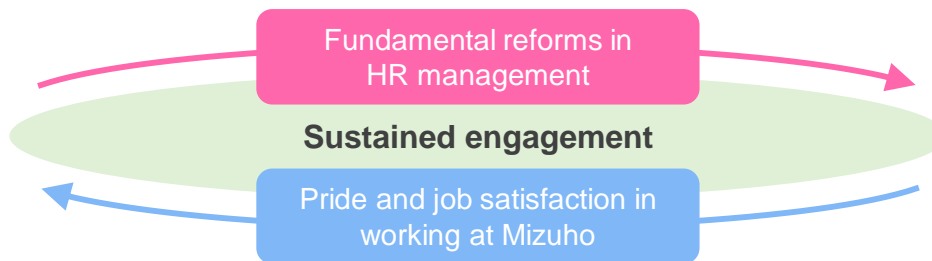 Fundamental reforms in
HR management
Sustained engagement
Pride and job satisfaction in
working at Mizuho